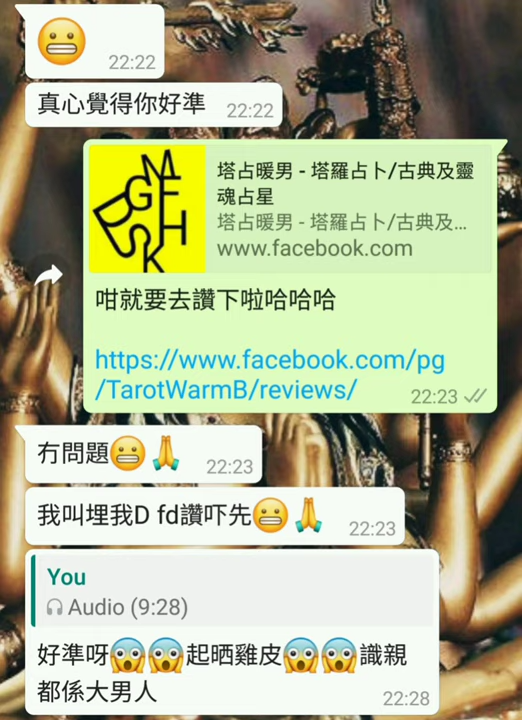 22:22
真心覺得你好準 22:22
MGFH
DSK
塔占暖男 - 塔羅占卜/古典及靈
魂占星
塔占暖男 - 塔羅占卜/古典及...
www.facebook.com
咁就要去讚下啦哈哈哈
https://www.facebook.com/pg
/TarotWarmB/reviews/ 22:23
冇問題😬🙏 22:23
我叫埋我D fd讚吓先😬🙏 22:23
You
Audio (9:28)
好準呀😱😱起晒雞皮😱😱識親
都係大男人 22:28